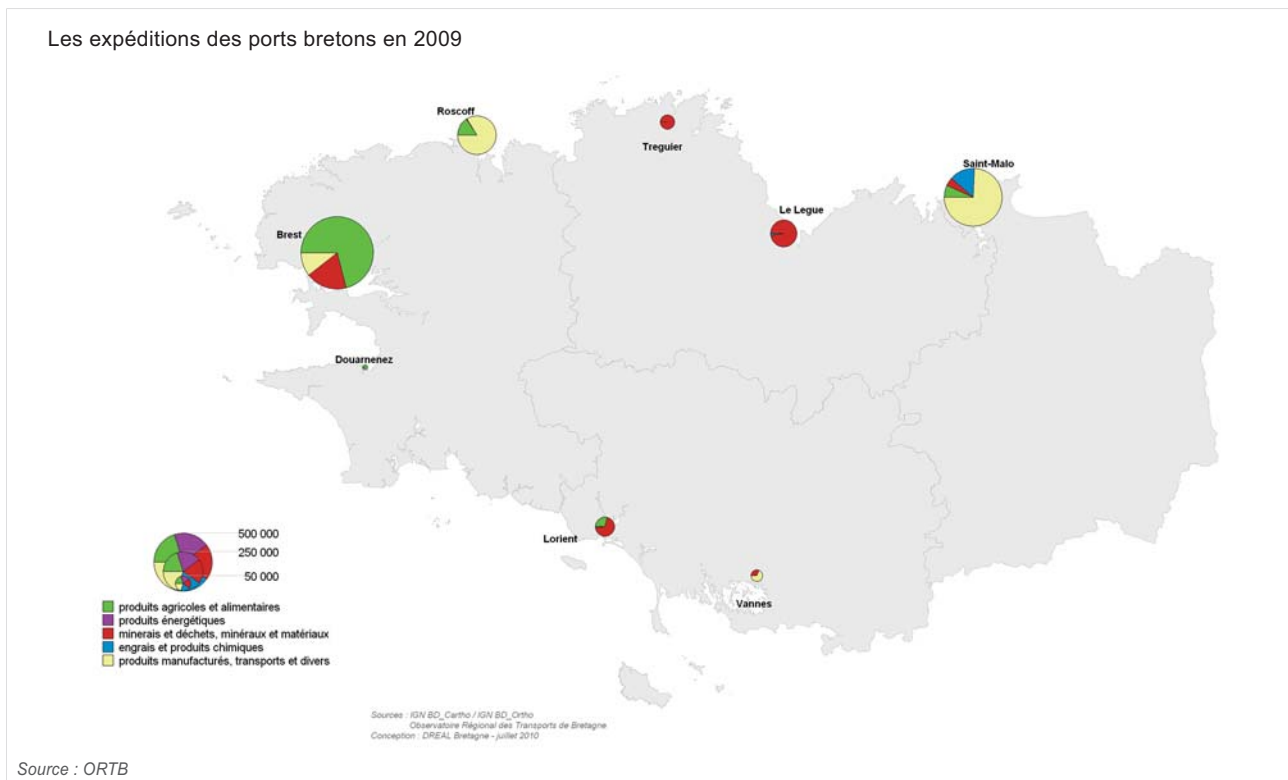 Les expéditions des ports bretons en 2009
Roscoff
Treguier
Saint-Malo
Le Legue
Brest
Douarnenez
Lorient
Vannes
500 000
250 000
50 000
produits agricoles et alimentaires
produits énergétiques
minerais et déchets, minéraux et matériaux
engrais et produits chimiques
produits manufacturés, transports et divers
Sources : IGN BD_Cartho / IGN BD_Ortho
Observatoire Régional des Transports de Bretagne
Conception : DREAL Bretagne - juillet 2010
Source : ORTB